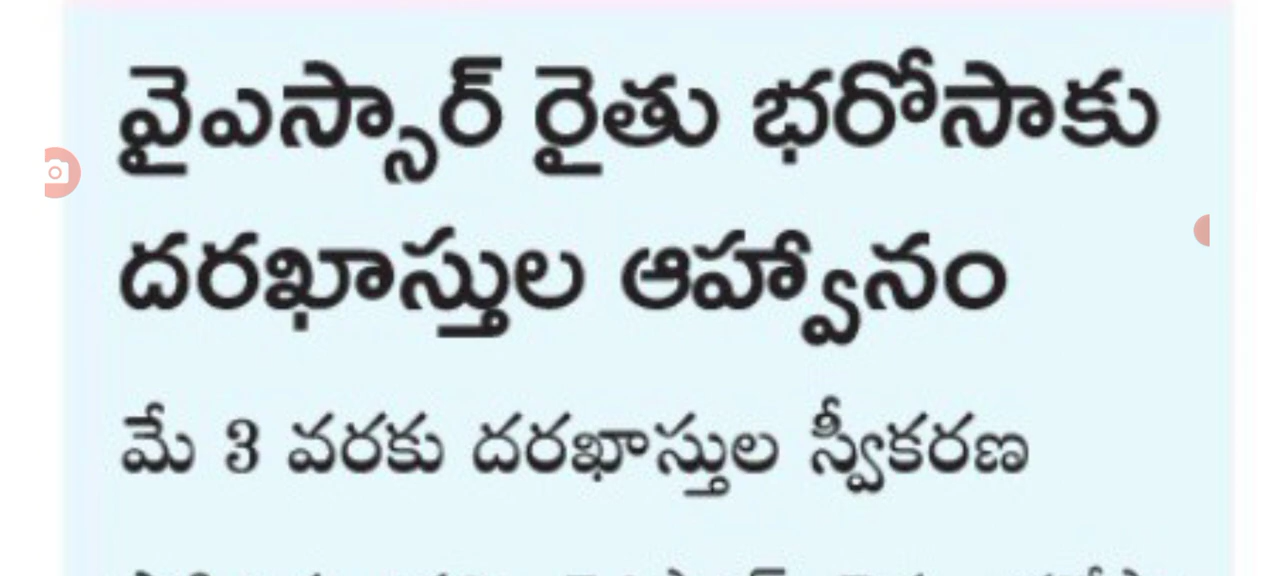 వైఎస్సార్ రైతు భరోసాకు
దరఖాస్తుల ఆహ్వానం
మే 3 వరకు దరఖాస్తుల స్వీకరణ